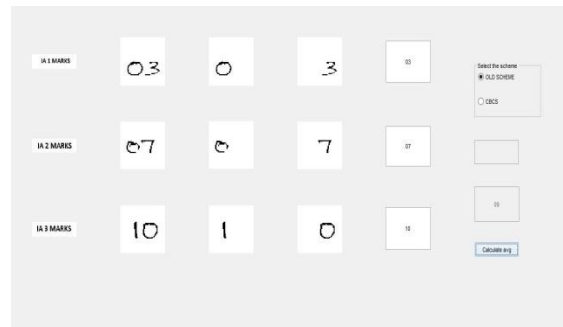 IA 1 MARKS 03 0 3 03
Select the scheme
OLD SCHEME
CBCS
IA 2 MARKS 07 0 7 07
IA 3 MARKS 10 1 0 10
Calculate avg